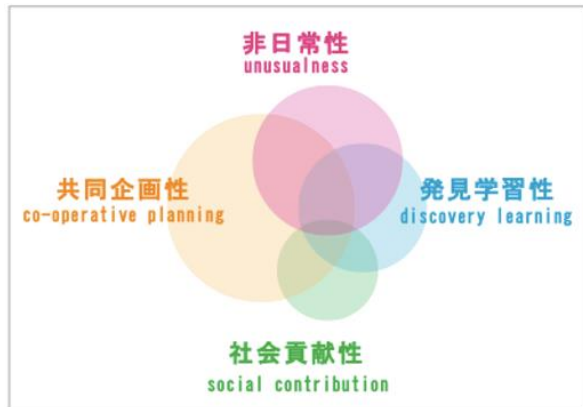 非日常性
unusualness
共同企画性
co-operative planning
発見学習性
discovery learning
社会貢献性
social contribution